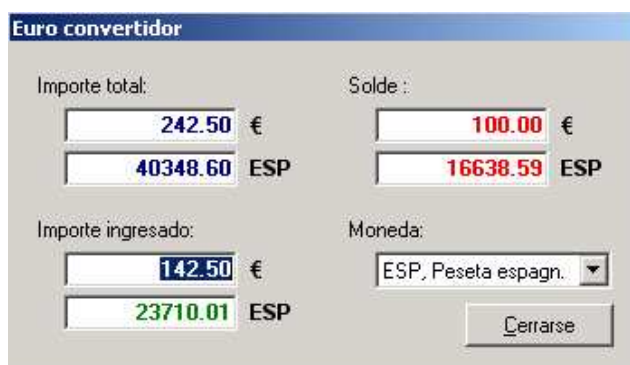 Euro convertidor
Importe total: Solde :
242.50 € 100.00 €
40348.60 ESP 16638.59 ESP
Importe ingresado: Moneda:
142.50 € ESP, Peseta espagn.
23710.01 ESP Cerrarse